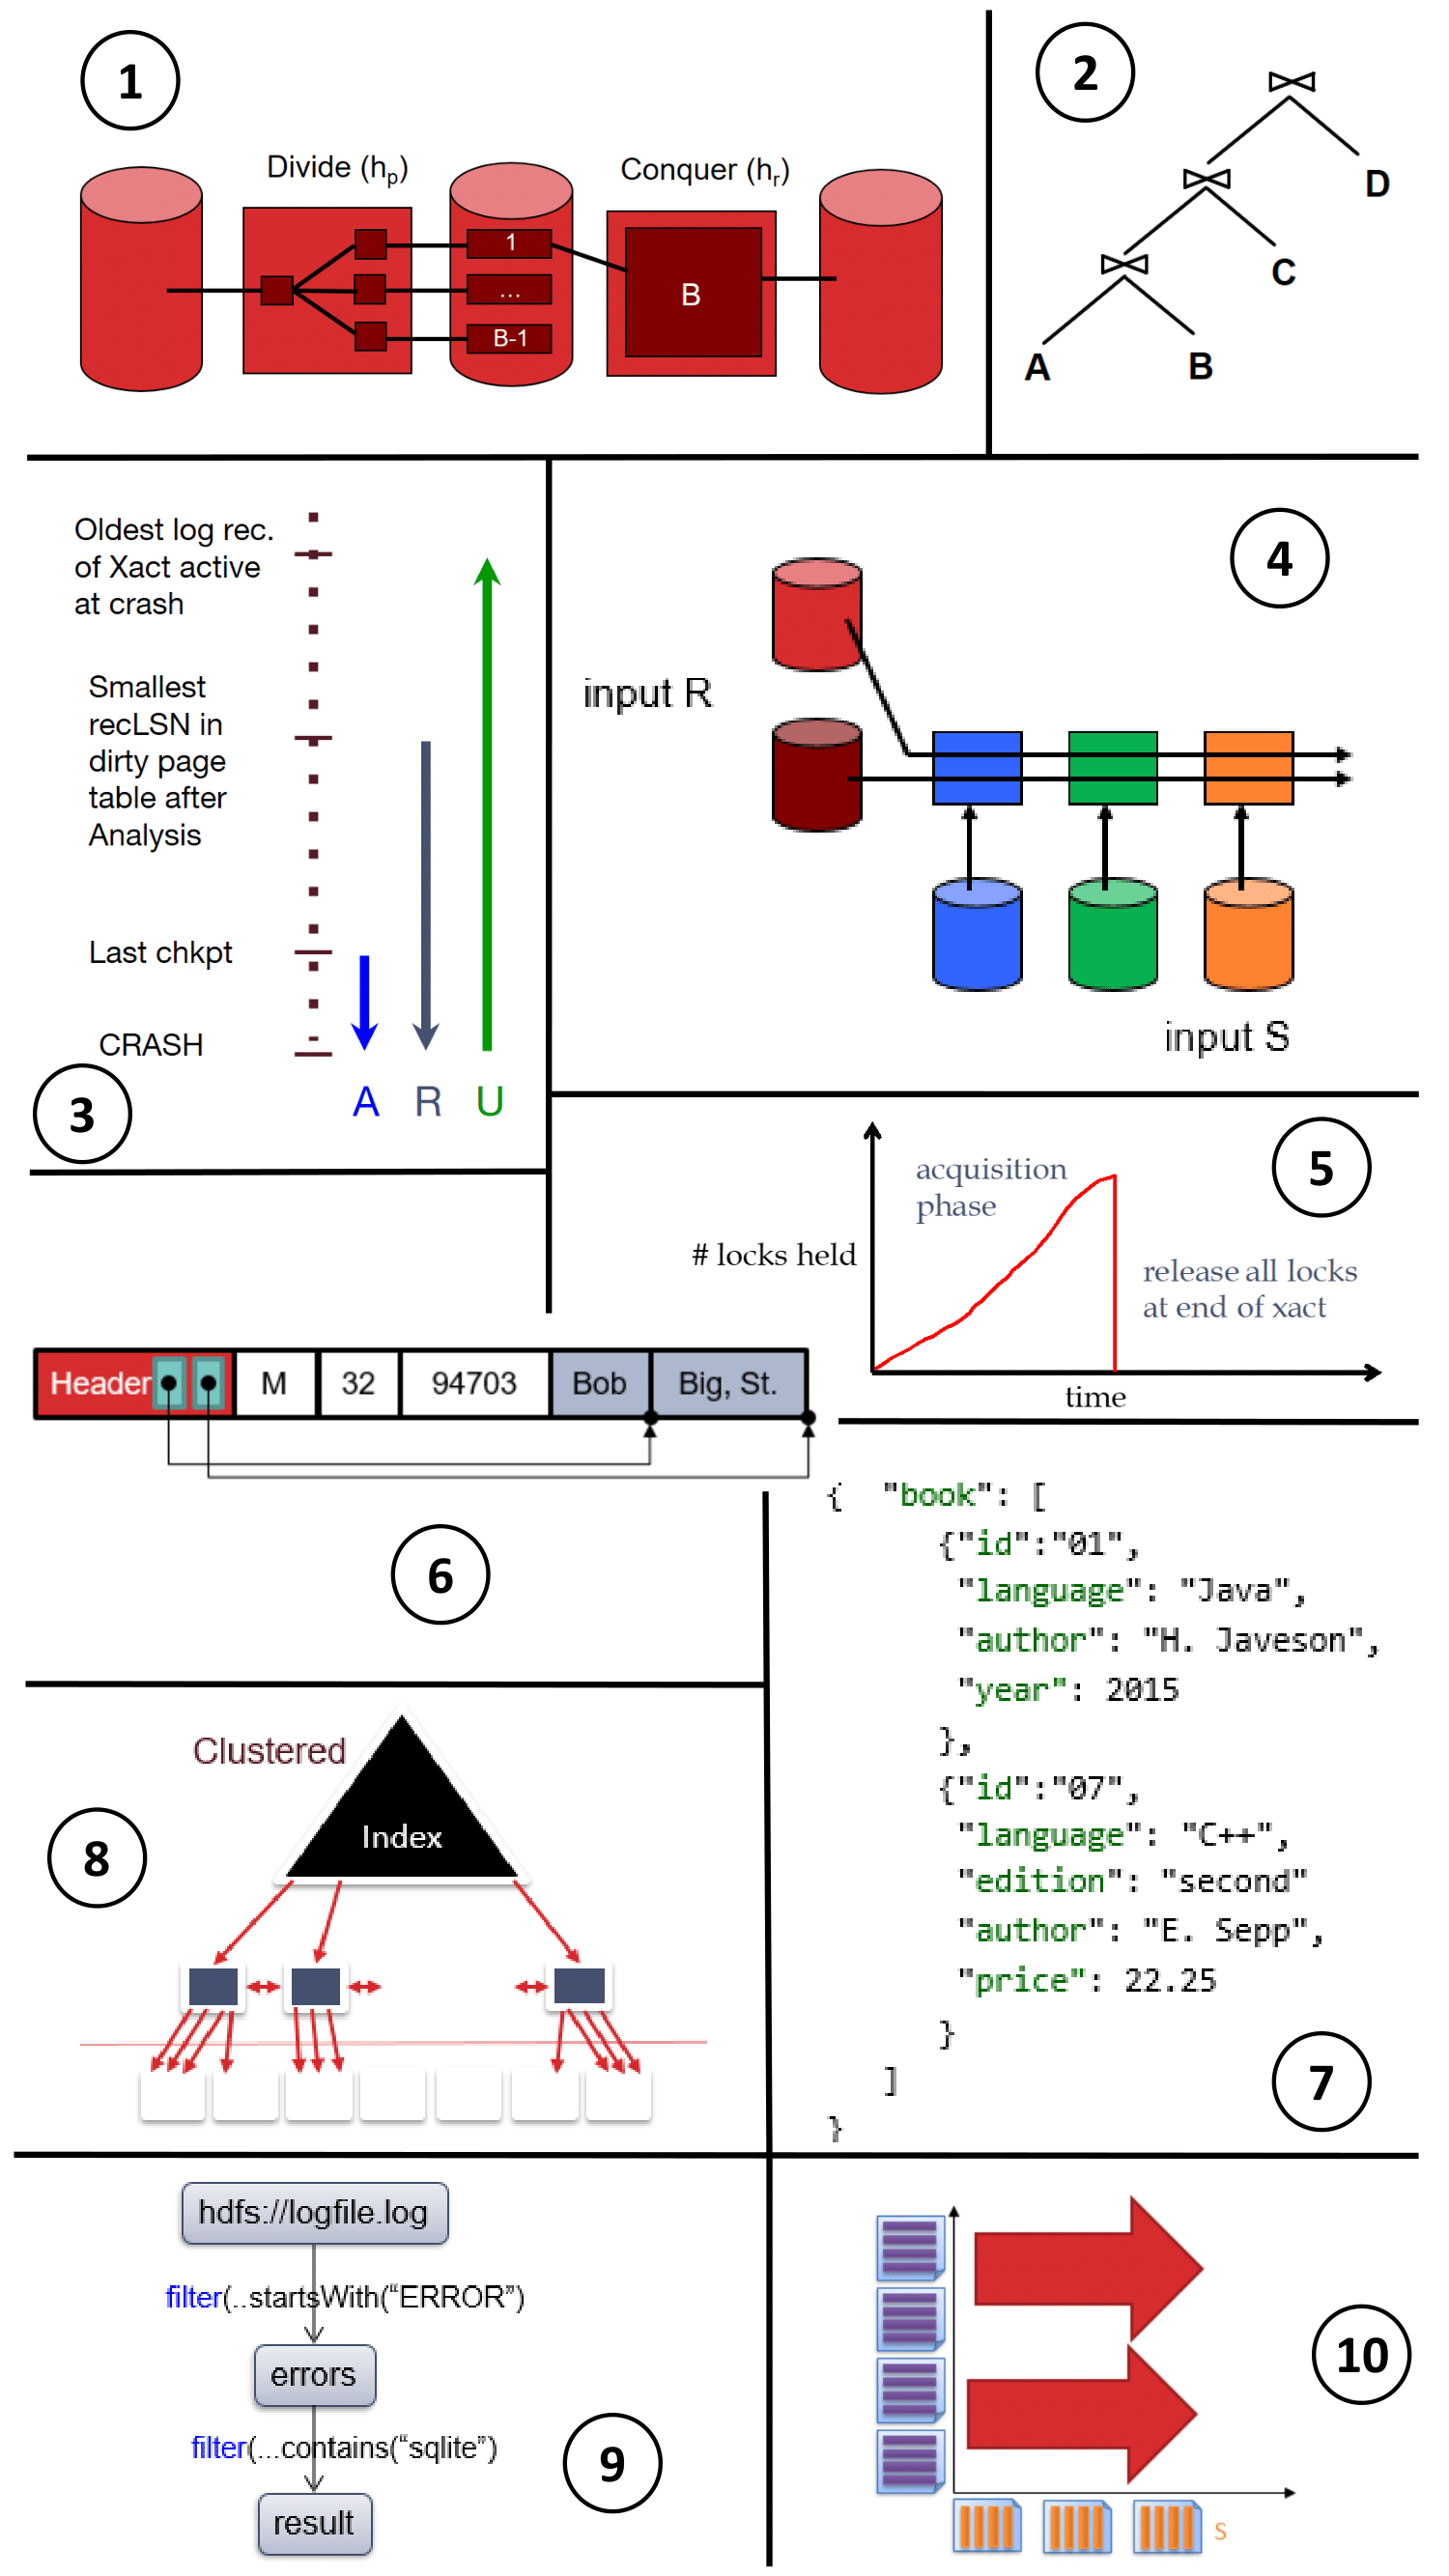 1
Divide (hp)
Conquer (hr)
1
...
B-1
B
2
D
C
A
B
Oldest log rec.
of Xact active
at crash
Smallest
recLSN in
dirty page
table after
Analysis
Last chkpt
CRASH
A R U
3
4
input R
input S
5
acquisition
phase
# locks held
release all locks
at end of xact
time
Header M 32 94703 Bob Big, St.
6
{ "book": [
{"id":"01",
"language": "Java",
"author": "H. Javeson",
"year": 2015
},
{"id":"07",
"language": "C++",
"edition": "second"
"author": "E. Sepp",
"price": 22.25
}
]
}
7
Clustered
Index
8
hdfs://logfile.log
filter(..startsWith(“ERROR”)
errors
filter(...contains(“sqlite”)
result
9
10
S